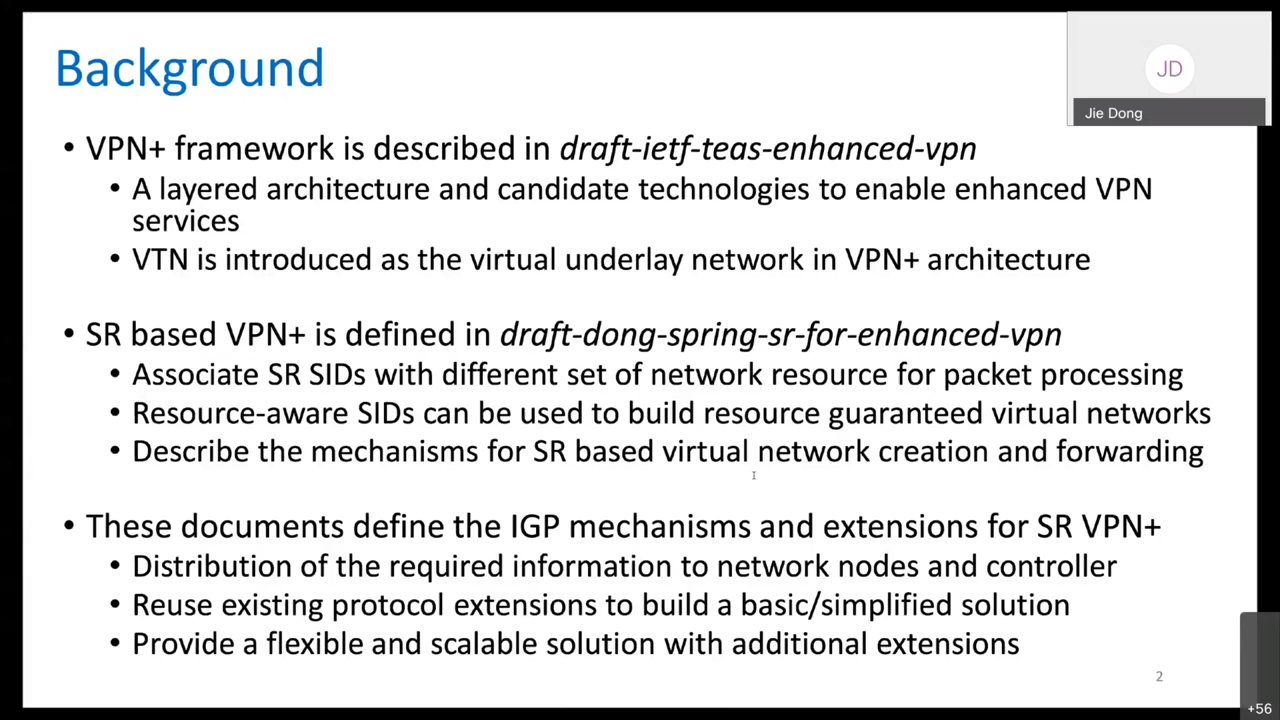 Background
JD
Jie Dong
• VPN+ framework is described in draft-ietf-teas-enhanced-vpn
• A layered architecture and candidate technologies to enable enhanced VPN
services
• VTN is introduced as the virtual underlay network in VPN+ architecture
• SR based VPN+ is defined in draft-dong-spring-sr-for-enhanced-vpn
• Associate SR SIDs with different set of network resource for packet processing
• Resource-aware SIDs can be used to build resource guaranteed virtual networks
• Describe the mechanisms for SR based virtual network creation and forwarding
• These documents define the IGP mechanisms and extensions for SR VPN+
• Distribution of the required information to network nodes and controller
• Reuse existing protocol extensions to build a basic/simplified solution
• Provide a flexible and scalable solution with additional extensions
2
+56